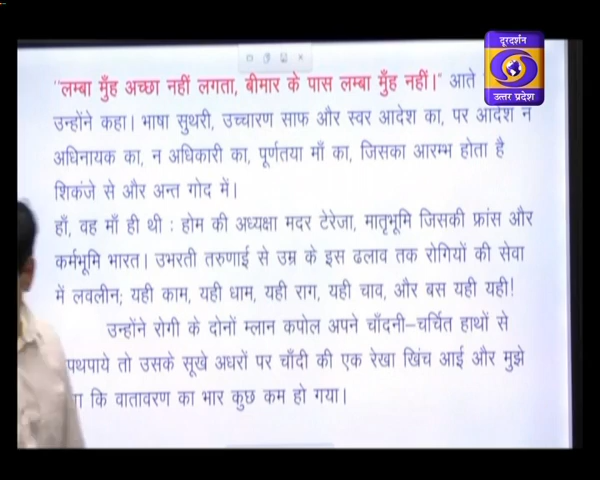 दूरदर्शन
उत्तर प्रदेश
"लम्बा मुँह अच्छा नहीं लगता, बीमार के पास लम्बा मुँह नहीं।" आते
उन्होंने कहा। भाषा सुथरी, उच्चारण साफ और स्वर आदेश का, पर आदेश न
अधिनायक का, न अधिकारी का, पूर्णतया माँ का, जिसका आरम्भ होता है
शिकंजे से और अन्त गोद में।
हाँ, वह माँ ही थी : होम की अध्यक्षा मदर टेरेजा, मातृभूमि जिसकी फ्रांस और
कर्मभूमि भारत। उभरती तरुणाई से उम्र के इस ढलाव तक रोगियों की सेवा
में लवलीन; यही काम, यही धाम, यही राग, यही चाव, और बस यही यही!
उन्होंने रोगी के दोनों म्लान कपोल अपने चाँदनी–चर्चित हाथों से
पथपाये तो उसके सूखे अधरों पर चाँदी की एक रेखा खिंच आई और मुझे
कि वातावरण का भार कुछ कम हो गया।